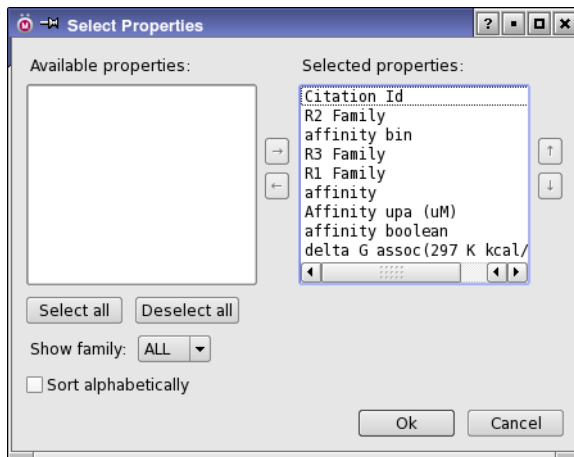 Select Properties
Available properties:
Selected properties:
Citation Id
R2 Family
affinity bin
R3 Family
R1 Family
affinity
Affinity upa (uM)
affinity boolean
delta G assoc(297 K kcal/
Select all
Deselect all
Show family: ALL
Sort alphabetically
Ok
Cancel